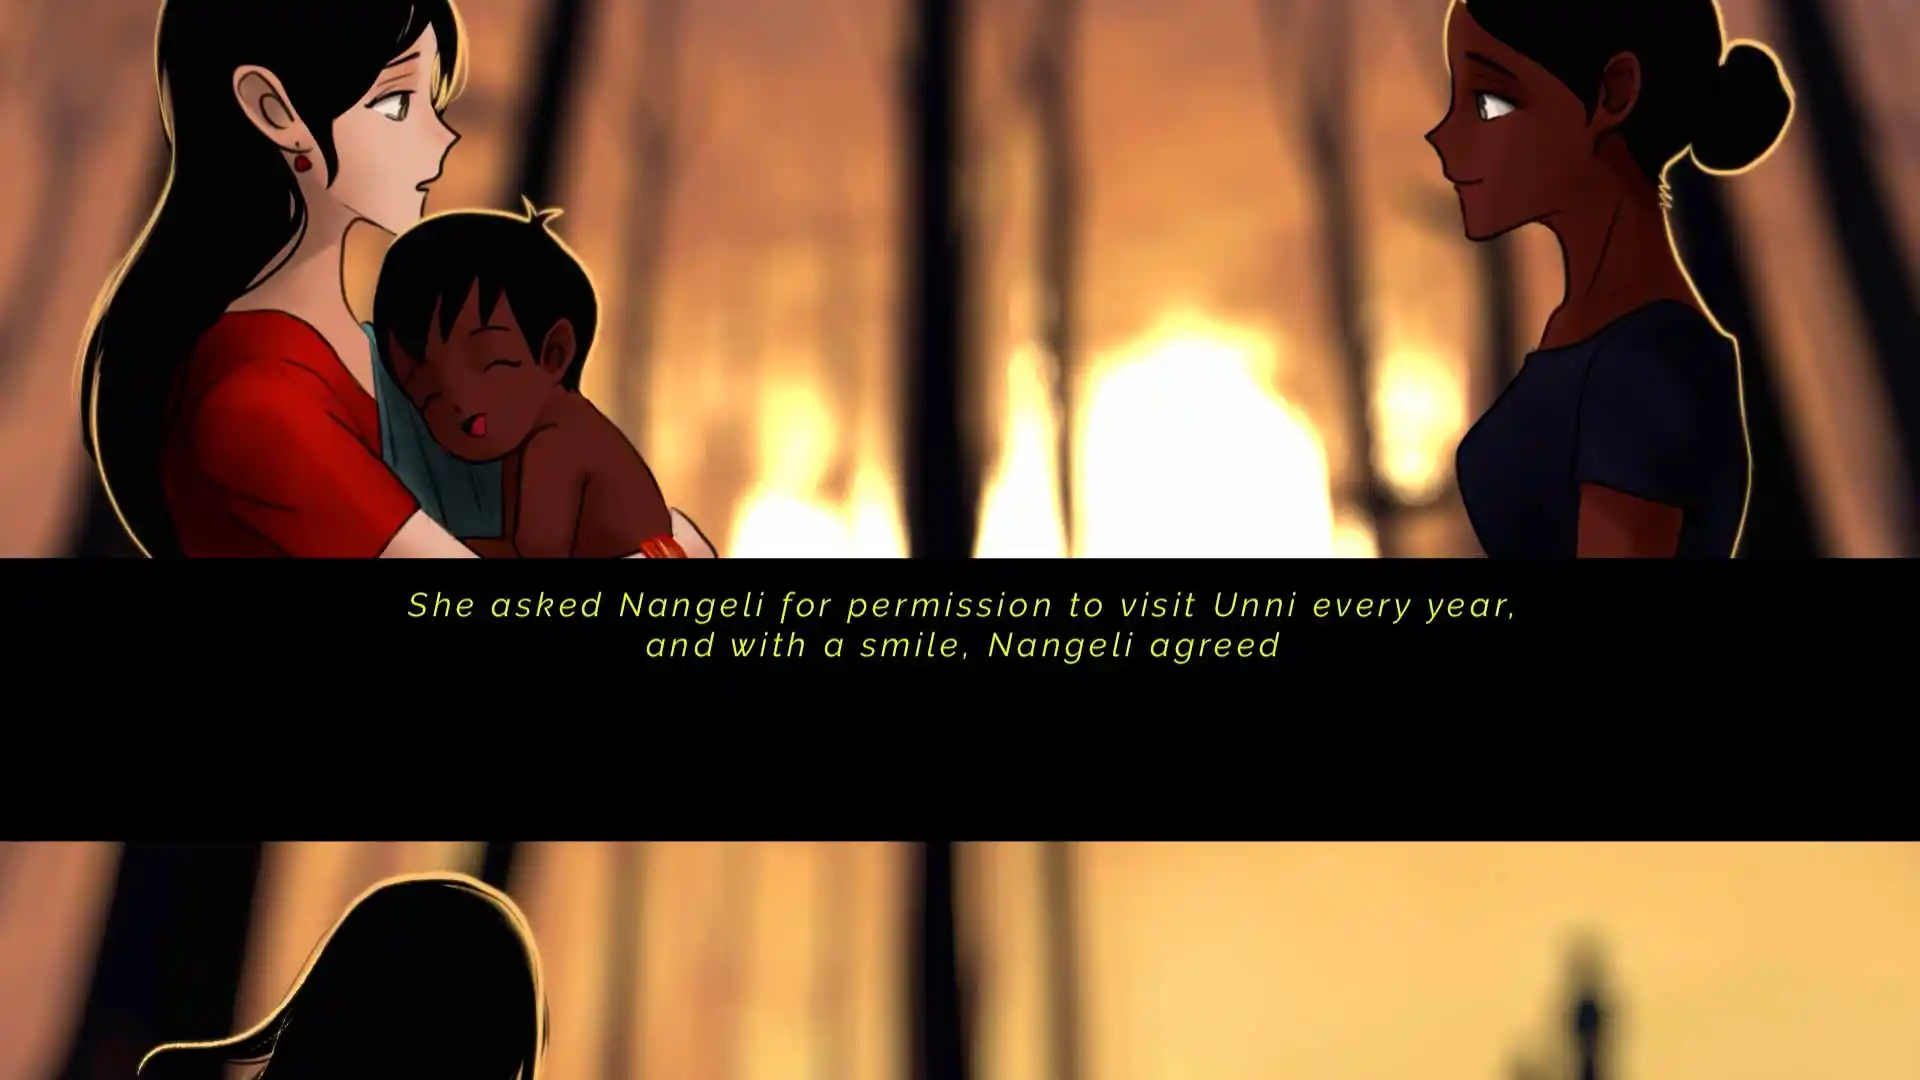 She asked Nangeli for permission to visit Unni every year,
and with a smile, Nangeli agreed